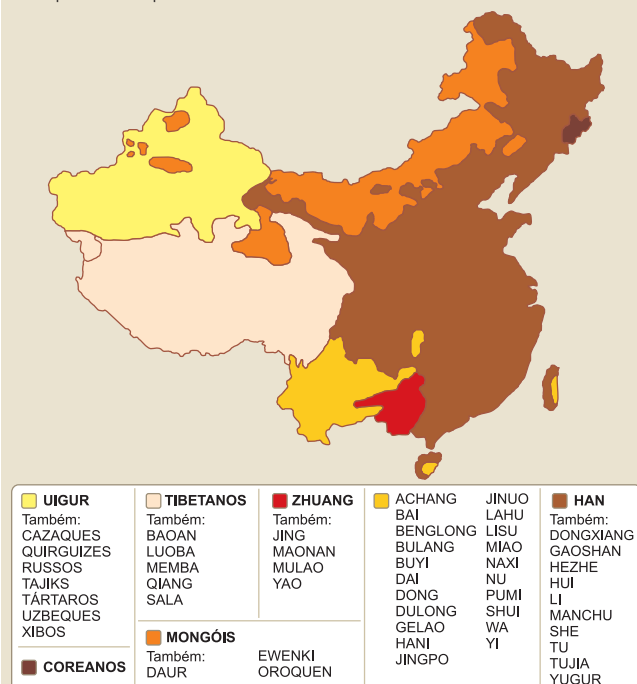 UIGUR
Também:
CAZAQUES
QUIRGUIZES
RUSSOS
TAJIKS
TÁRTAROS
UZBEQUES
XIBOS
COREANOS
TIBETANOS
Também:
BAOAN
LUOBA
MEMBA
QIANG
SALA
ZHUANG
Também:
JING
MAONAN
MULAO
YAO
MONGÓIS
Também:
DAUR
EWENKI
OROQUEN
ACHANG
BAI
BENGLONG
BULANG
BUYI
DAI
DONG
DULONG
GELAO
HANI
JINGPO
JINUO
LAHU
LISU
MIAO
NAXI
NU
PUMI
SHUI
WA
YI
HAN
Também:
DONGXIANG
GAOSHAN
HEZHE
HUI
LI
MANCHU
SHE
TU
TUJIA
YUGUR